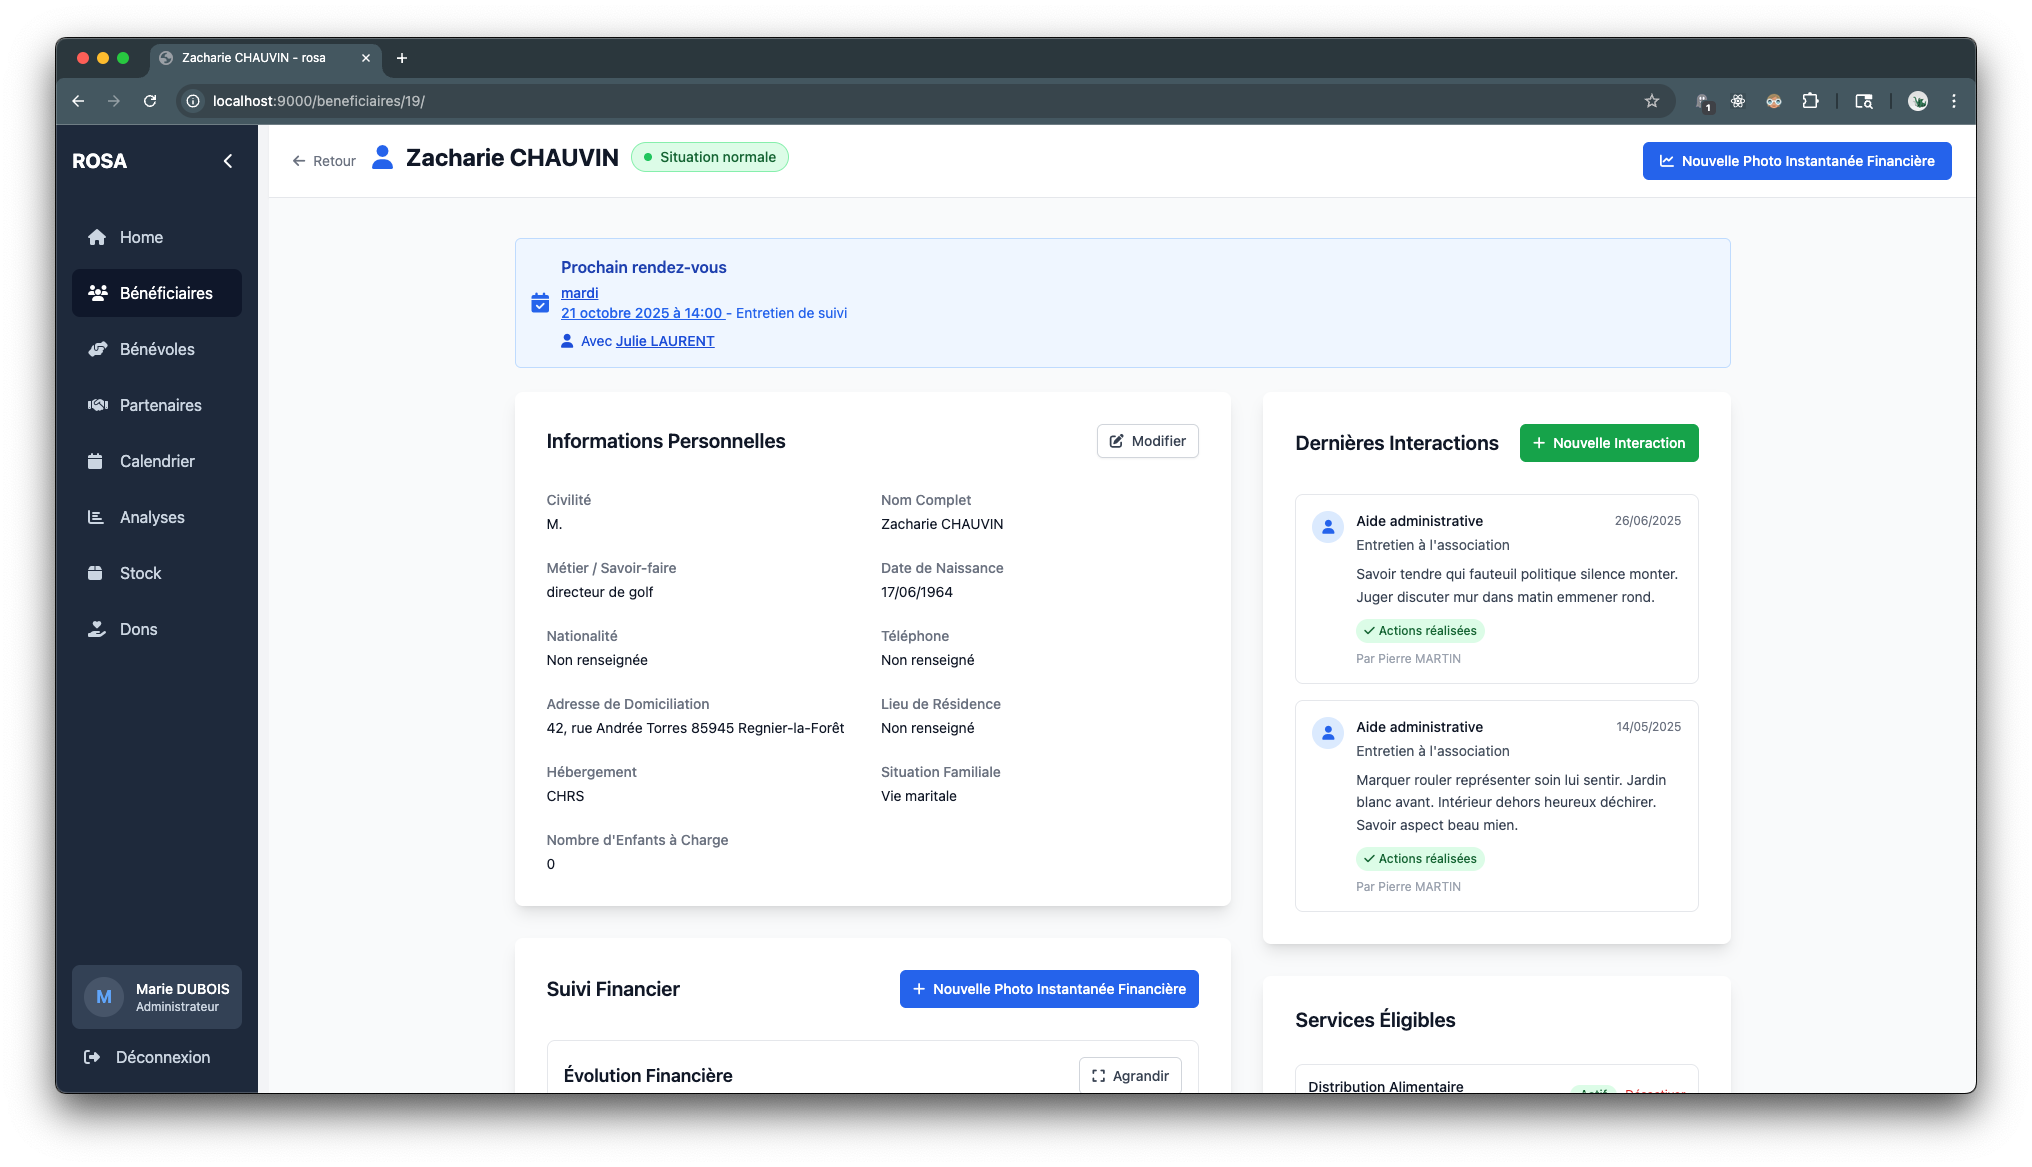 Zacharie CHAUVIN - rosa
localhost:9000/beneficiaires/19/
1
ROSA
Home
Bénéficiaires
Bénévoles
Partenaires
Calendrier
Analyses
Stock
Dons
M
Marie DUBOIS
Administrateur
Déconnexion
Retour
Zacharie CHAUVIN
Situation normale
Nouvelle Photo Instantanée Financière
Prochain rendez-vous
mardi
21 octobre 2025 à 14:00 - Entretien de suivi
Avec Julie LAURENT
Informations Personnelles
Modifier
Civilité
M.
Nom Complet
Zacharie CHAUVIN
Métier / Savoir-faire
directeur de golf
Date de Naissance
17/06/1964
Nationalité
Non renseignée
Téléphone
Non renseigné
Adresse de Domiciliation
42, rue Andrée Torres 85945 Regnier-la-Forêt
Lieu de Résidence
Non renseigné
Hébergement
CHRS
Situation Familiale
Vie maritale
Nombre d'Enfants à Charge
0
Suivi Financier
Nouvelle Photo Instantanée Financière
Évolution Financière
Agrandir
Dernières Interactions
Nouvelle Interaction
Aide administrative
26/06/2025
Entretien à l'association
Savoir tendre qui fauteuil politique silence monter.
Juger discuter mur dans matin emmener rond.
Actions réalisées
Par Pierre MARTIN
Aide administrative
14/05/2025
Entretien à l'association
Marquer rouler représenter soin lui sentir. Jardin
blanc avant. Intérieur dehors heureux déchirer.
Savoir aspect beau mien.
Actions réalisées
Par Pierre MARTIN
Services Éligibles
Distribution Alimentaire
Actif
Désactiver